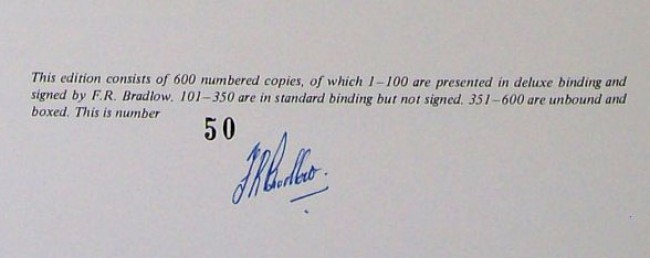 This edition consists of 600 numbered copies, of which 1–100 are presented in deluxe binding and
signed by F.R. Bradlow. 101–350 are in standard binding but not signed. 351–600 are unbound and
boxed. This is number
50
FRBradlow.